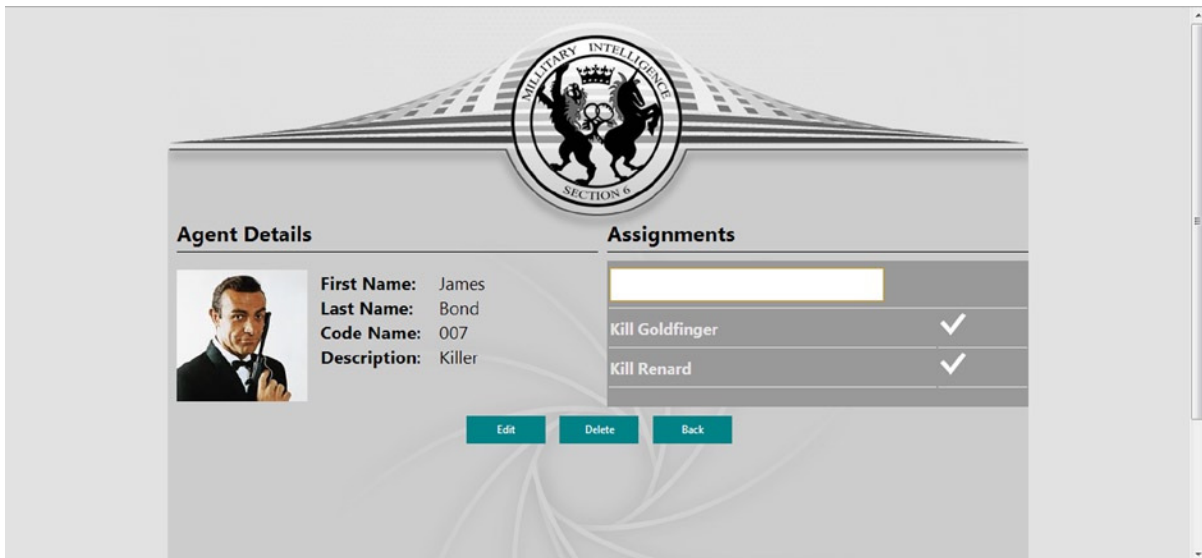 MILLITARY INTELLIGENCE
SECTION 6
Agent Details
First Name: James
Last Name: Bond
Code Name: 007
Description: Killer
Assignments
Kill Goldfinger
Kill Renard
Edit Delete Back